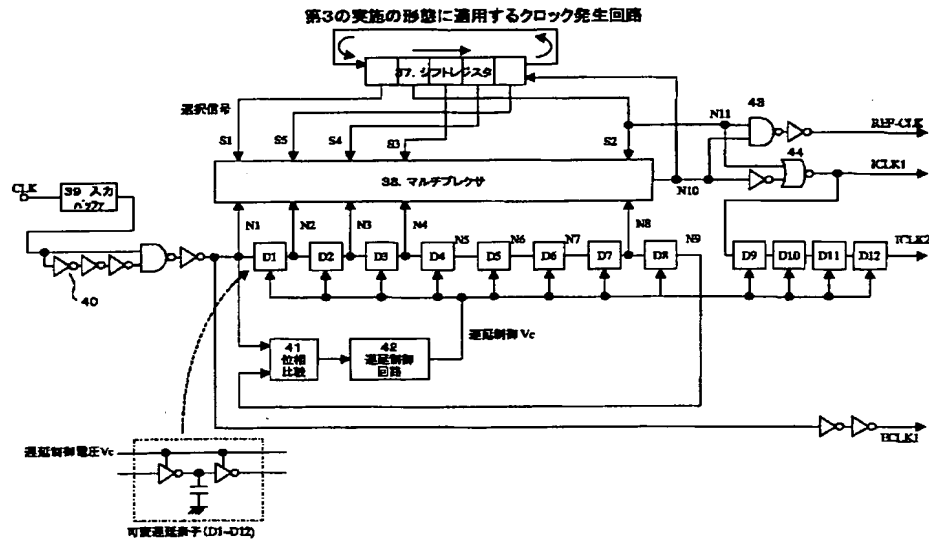 第3の実施の形態に適用するクロック発生回路
37. シフトレジスタ
選択信号
S1
S5
S4
S3
S2
N11
43
REF-CLK
44
ICLK1
38. マルチプレクサ
N10
CLK
39 入力
バッファ
N1
N2
N3
N4
N8
D1
D2
D3
D4
N5
D5
N6
D6
N7
D7
D8
N9
D9
D10
D11
D12
ICLK2
40
遅延制御 Vc
41
位相
比較
42
遅延制御
回路
ECLK1
遅延制御電圧Vc
可変遅延素子(D1-D12)